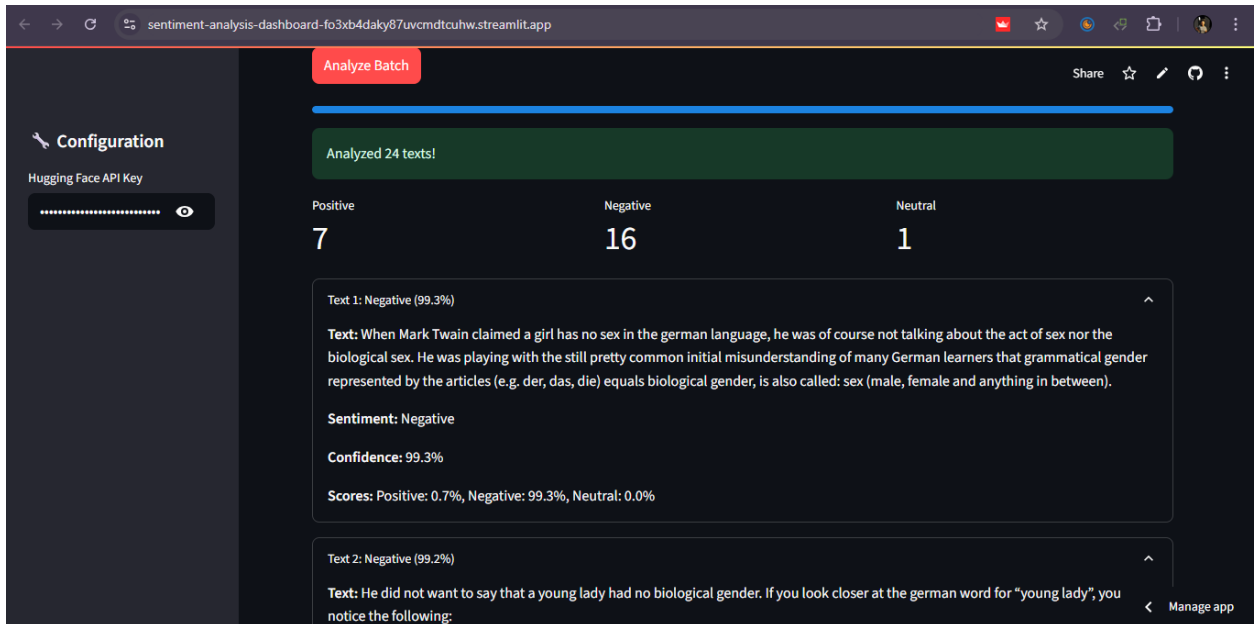 sentiment-analysis-dashboard-fo3xb4daky87uvcmdtcuhw.streamlit.app
Analyze Batch
Share
Configuration
Hugging Face API Key
Analyzed 24 texts!
Positive
Negative
Neutral
7
16
1
Text 1: Negative (99.3%)
Text: When Mark Twain claimed a girl has no sex in the german language, he was of course not talking about the act of sex nor the
biological sex. He was playing with the still pretty common initial misunderstanding of many German learners that grammatical gender
represented by the articles (e.g. der, das, die) equals biological gender, is also called: sex (male, female and anything in between).
Sentiment: Negative
Confidence: 99.3%
Scores: Positive: 0.7%, Negative: 99.3%, Neutral: 0.0%
Text 2: Negative (99.2%)
Text: He did not want to say that a young lady had no biological gender. If you look closer at the german word for “young lady”, you
notice the following:
Manage app